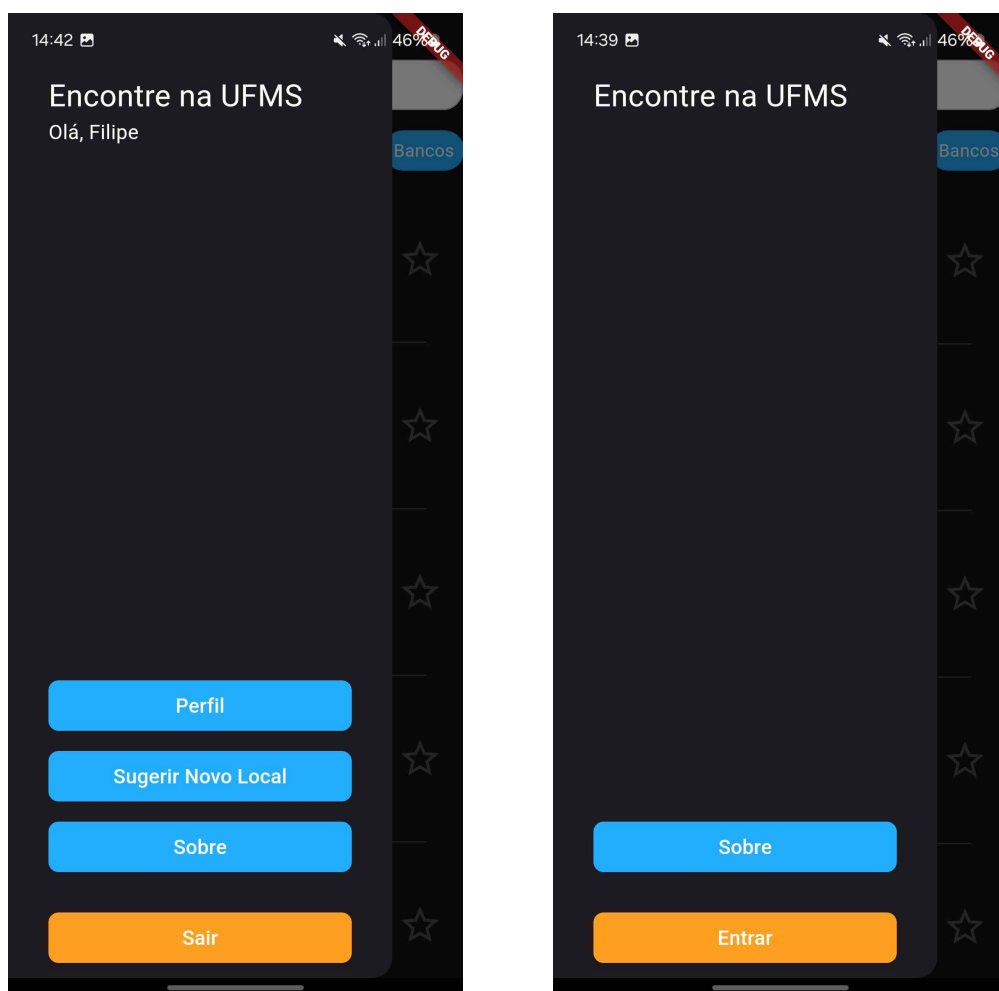 14:42 46%
DEBUG
Encontre na UFMS
Olá, Filipe
Bancos
Perfil
Sugerir Novo Local
Sobre
Sair
14:39 46%
DEBUG
Encontre na UFMS
Bancos
Sobre
Entrar